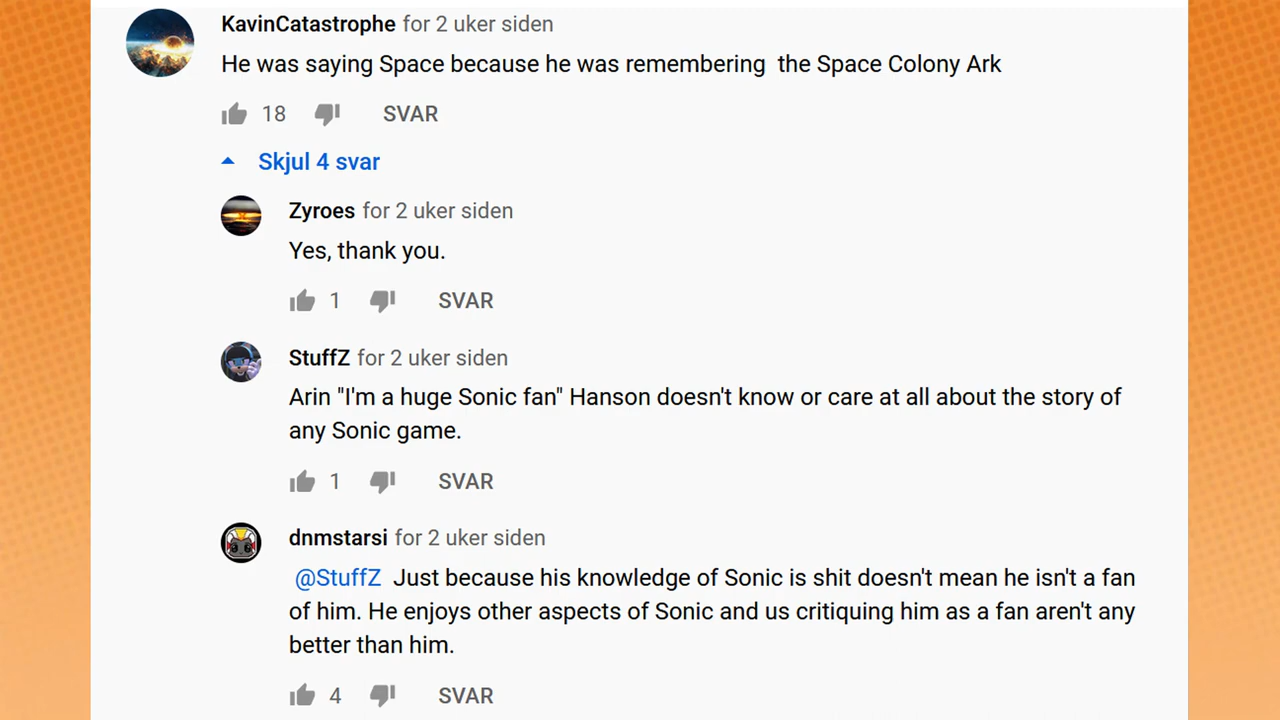 KavinCatastrophe for 2 uker siden
He was saying Space because he was remembering the Space Colony Ark
18 SVAR
Skjul 4 svar
Zyroes for 2 uker siden
Yes, thank you.
1 SVAR
StuffZ for 2 uker siden
Arin "I'm a huge Sonic fan" Hanson doesn't know or care at all about the story of
any Sonic game.
1 SVAR
dnmstarsi for 2 uker siden
@StuffZ Just because his knowledge of Sonic is shit doesn't mean he isn't a fan
of him. He enjoys other aspects of Sonic and us critiquing him as a fan aren't any
better than him.
4 SVAR